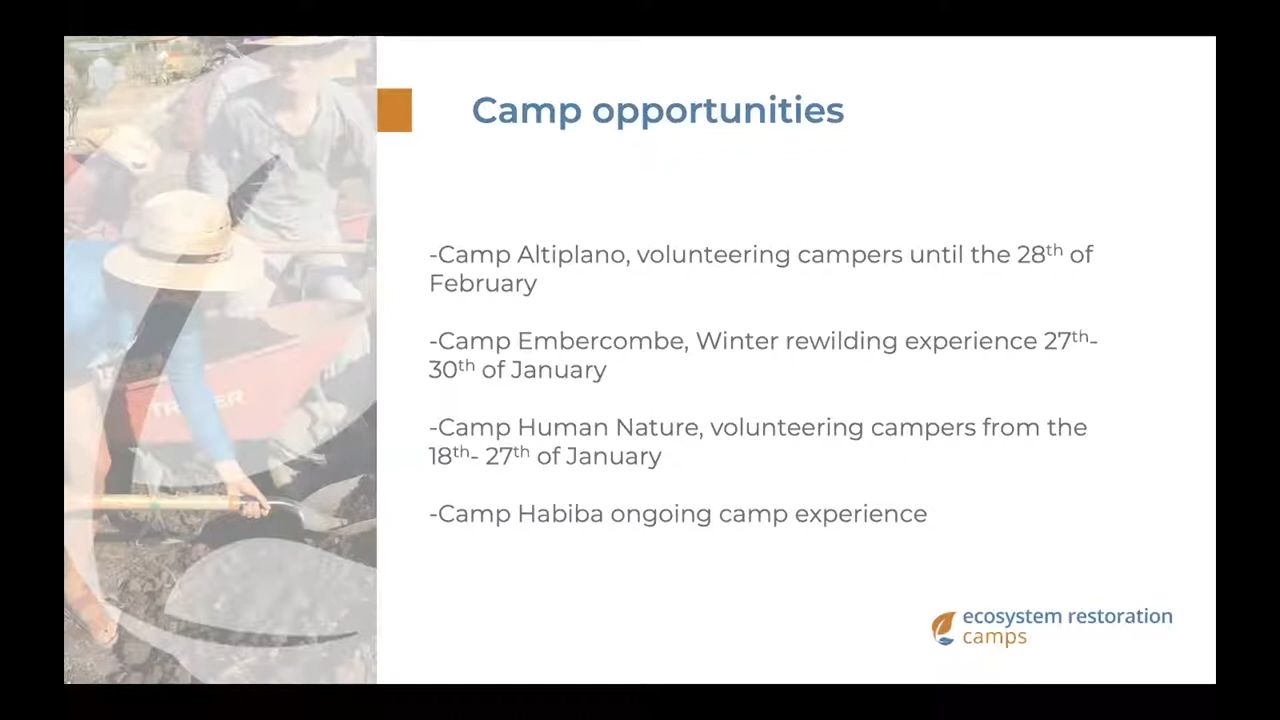 Camp opportunities
-Camp Altiplano, volunteering campers until the 28th of
February
-Camp Embercombe, Winter rewilding experience 27th-
30th of January
-Camp Human Nature, volunteering campers from the
18th- 27th of January
-Camp Habiba ongoing camp experience
ecosystem restoration
camps